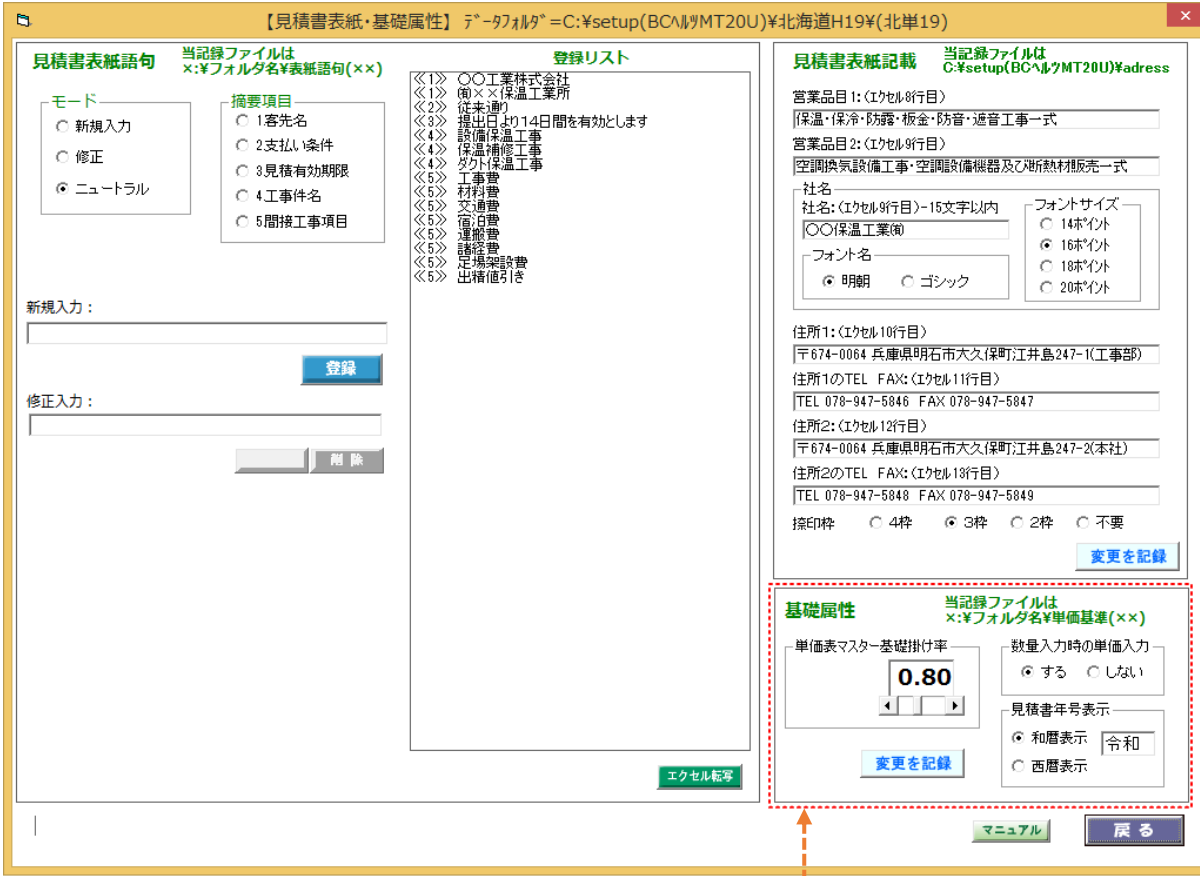 【見積書表紙･基礎属性】 ﾃﾞｰﾀﾌｫﾙﾀﾞ=C:¥setup(BCﾍﾙﾂMT20U)¥北海道H19¥(北単19)
×
見積書表紙語句
当記録ファイルは
×:¥フォルダ名¥表紙語句(××)
モード
新規入力
修正
ニュートラル
摘要項目
1客先名
2支払い条件
3見積有効期限
4工事件名
5間接工事項目
新規入力：
登録
修正入力：
削 除
登録リスト
≪1≫ 〇〇工業株式会社
≪1≫ ㈲××保温工業所
≪2≫ 従来通り
≪3≫ 提出日より14日間を有効とします
≪4≫ 設備保温工事
≪4≫ 保温補修工事
≪4≫ ダクト保温工事
≪5≫ 工事費
≪5≫ 材料費
≪5≫ 交通費
≪5≫ 宿泊費
≪5≫ 運搬費
≪5≫ 諸経費
≪5≫ 足場架設費
≪5≫ 出精値引き
エクセル転写
見積書表紙記載
当記録ファイルは
C:¥setup(BCﾍﾙﾂMT20U)¥adress
営業品目1:(ｴｸｾﾙ8行目)
保温･保冷･防露･板金･防音･遮音工事一式
営業品目2:(ｴｸｾﾙ9行目)
空調換気設備工事･空調設備機器及び断熱材販売一式
社名
社名:(ｴｸｾﾙ9行目)-15文字以内
〇〇保温工業㈲
フォント名
明朝
ゴシック
フォントサイズ
14ﾎﾟｲﾝﾄ
16ﾎﾟｲﾝﾄ
18ﾎﾟｲﾝﾄ
20ﾎﾟｲﾝﾄ
住所1:(ｴｸｾﾙ10行目)
〒674-0064 兵庫県明石市大久保町江井島247-1(工事部)
住所1のTEL FAX:(ｴｸｾﾙ11行目)
TEL 078-947-5846 FAX 078-947-5847
住所2:(ｴｸｾﾙ12行目)
〒674-0064 兵庫県明石市大久保町江井島247-2(本社)
住所2のTEL FAX:(ｴｸｾﾙ13行目)
TEL 078-947-5848 FAX 078-947-5849
捺印枠 4枠 3枠 2枠 不要
変更を記録
基礎属性
当記録ファイルは
×:¥フォルダ名¥単価基準(××)
単価表マスター基礎掛け率
0.80
変更を記録
数量入力時の単価入力
する しない
見積書年号表示
和暦表示 令和
西暦表示
マニュアル
戻 る